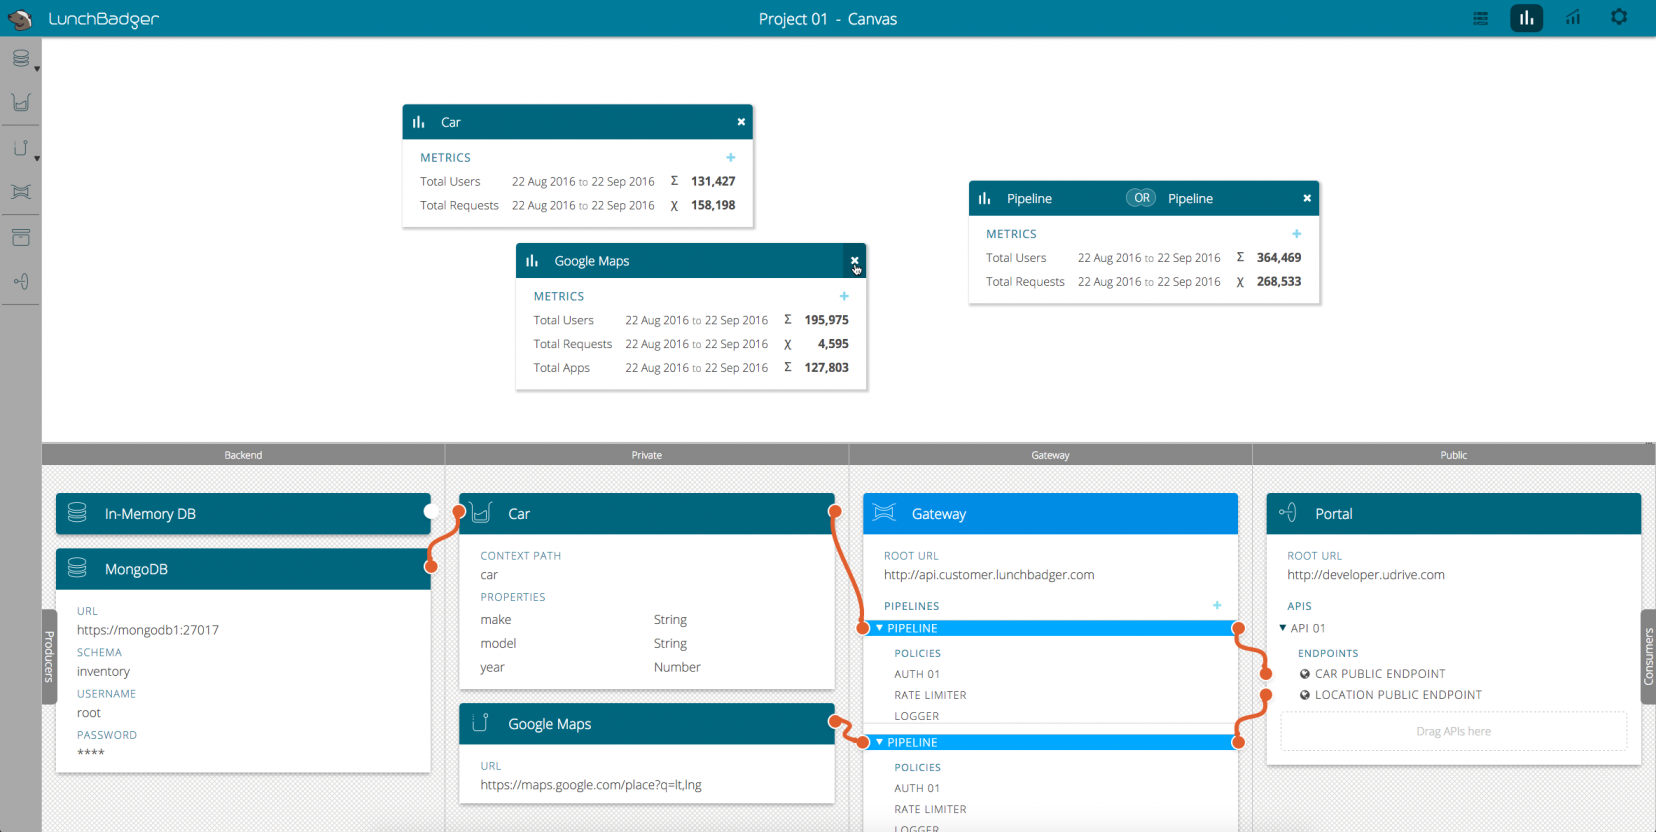 LunchBadger
Project 01 - Canvas
Car
METRICS
Total Users 22 Aug 2016 to 22 Sep 2016 Σ 131,427
Total Requests 22 Aug 2016 to 22 Sep 2016 χ 158,198
Google Maps
METRICS
Total Users 22 Aug 2016 to 22 Sep 2016 Σ 195,975
Total Requests 22 Aug 2016 to 22 Sep 2016 χ 4,595
Total Apps 22 Aug 2016 to 22 Sep 2016 Σ 127,803
Pipeline OR Pipeline
METRICS
Total Users 22 Aug 2016 to 22 Sep 2016 Σ 364,469
Total Requests 22 Aug 2016 to 22 Sep 2016 χ 268,533
Backend
Private
Gateway
Public
Producers
In-Memory DB
MongoDB
URL
https://mongodb1:27017
SCHEMA
inventory
USERNAME
root
PASSWORD
****
Car
CONTEXT PATH
car
PROPERTIES
make String
model String
year Number
Google Maps
URL
https://maps.google.com/place?q=lt,lng
Gateway
ROOT URL
http://api.customer.lunchbadger.com
PIPELINES
PIPELINE
POLICIES
AUTH 01
RATE LIMITER
LOGGER
PIPELINE
POLICIES
AUTH 01
RATE LIMITER
LOGGER
Portal
ROOT URL
http://developer.udrive.com
APIS
API 01
ENDPOINTS
CAR PUBLIC ENDPOINT
LOCATION PUBLIC ENDPOINT
Drag APIs here
Consumers